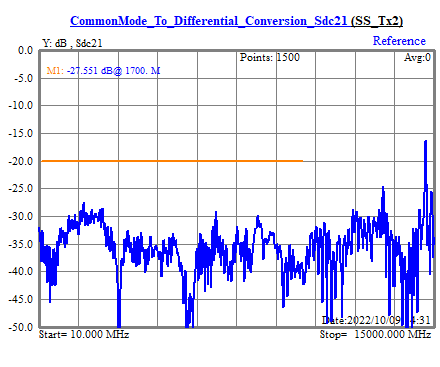 CommonMode_To_Differential_Conversion_Sdc21 (SS_Tx2)
Y: dB , Sdc21
Reference
Points: 1500
Avg:0
M1: -27.551 dB@ 1700. M
0.0
-5.0
-10.0
-15.0
-20.0
-25.0
-30.0
-35.0
-40.0
-45.0
-50.0
Date:2022/10/09 4:31
Start= 10.000 MHz
Stop= 15000.000 MHz